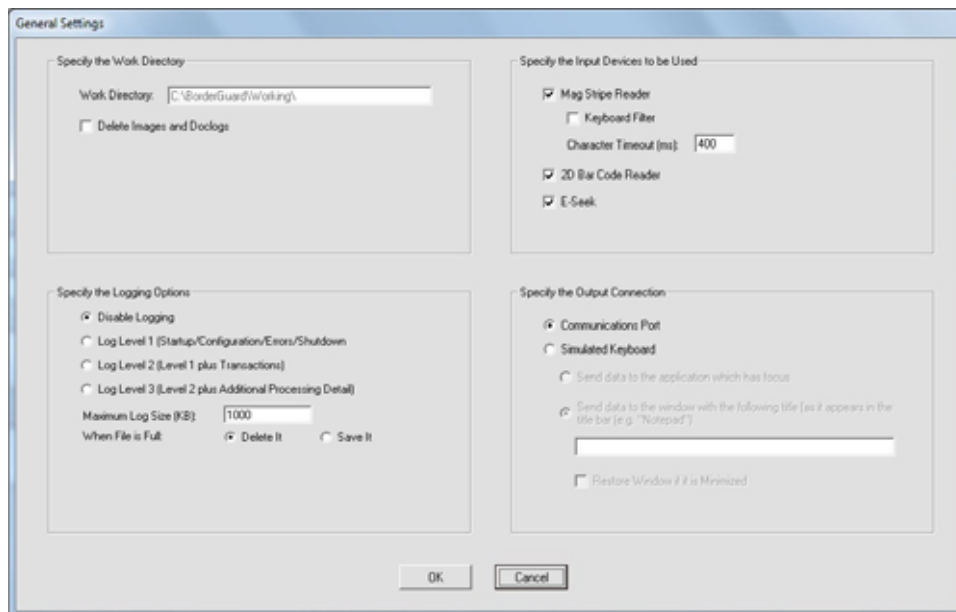 General Settings
Specify the Work Directory
Work Directory: C:\BorderGuard\Working\
Delete Images and Doclogs
Specify the Input Devices to be Used
Mag Stripe Reader
Keyboard Filter
Character Timeout (ms): 400
2D Bar Code Reader
E-Seek
Specify the Logging Options
Disable Logging
Log Level 1 (Startup/Configuration/Errors/Shutdown
Log Level 2 (Level 1 plus Transactions)
Log Level 3 (Level 2 plus Additional Processing Detail)
Maximum Log Size (KB): 1000
When File is Full: Delete It Save It
Specify the Output Connection
Communications Port
Simulated Keyboard
Send data to the application which has focus
Send data to the window with the following title (as it appears in the
title bar (e.g. "Notepad")
Restore Window if it is Minimized
OK Cancel